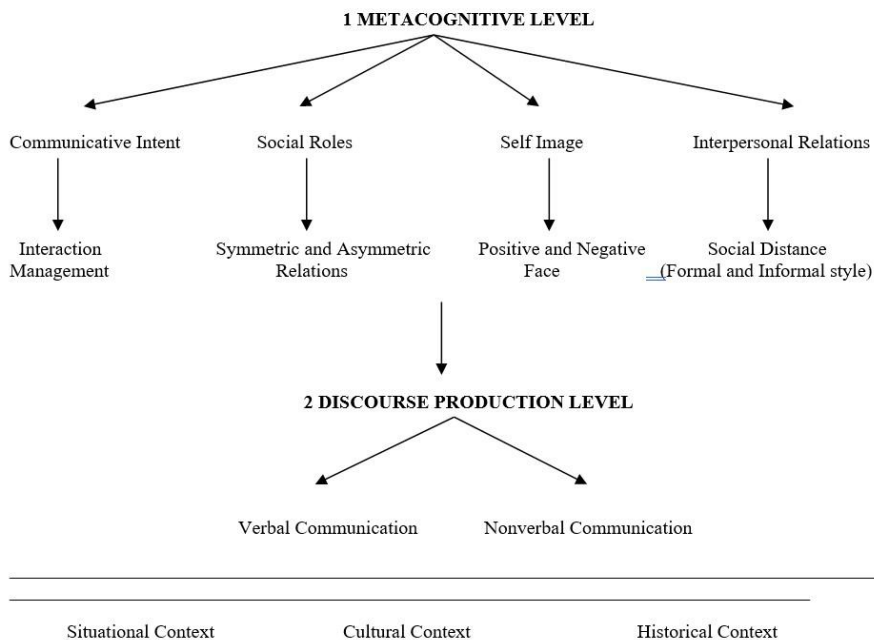 1 METACOGNITIVE LEVEL
Communicative Intent Social Roles Self Image Interpersonal Relations
Interaction Management
Symmetric and Asymmetric Relations
Positive and Negative Face
Social Distance (Formal and Informal style)
2 DISCOURSE PRODUCTION LEVEL
Verbal Communication Nonverbal Communication
Situational Context Cultural Context Historical Context